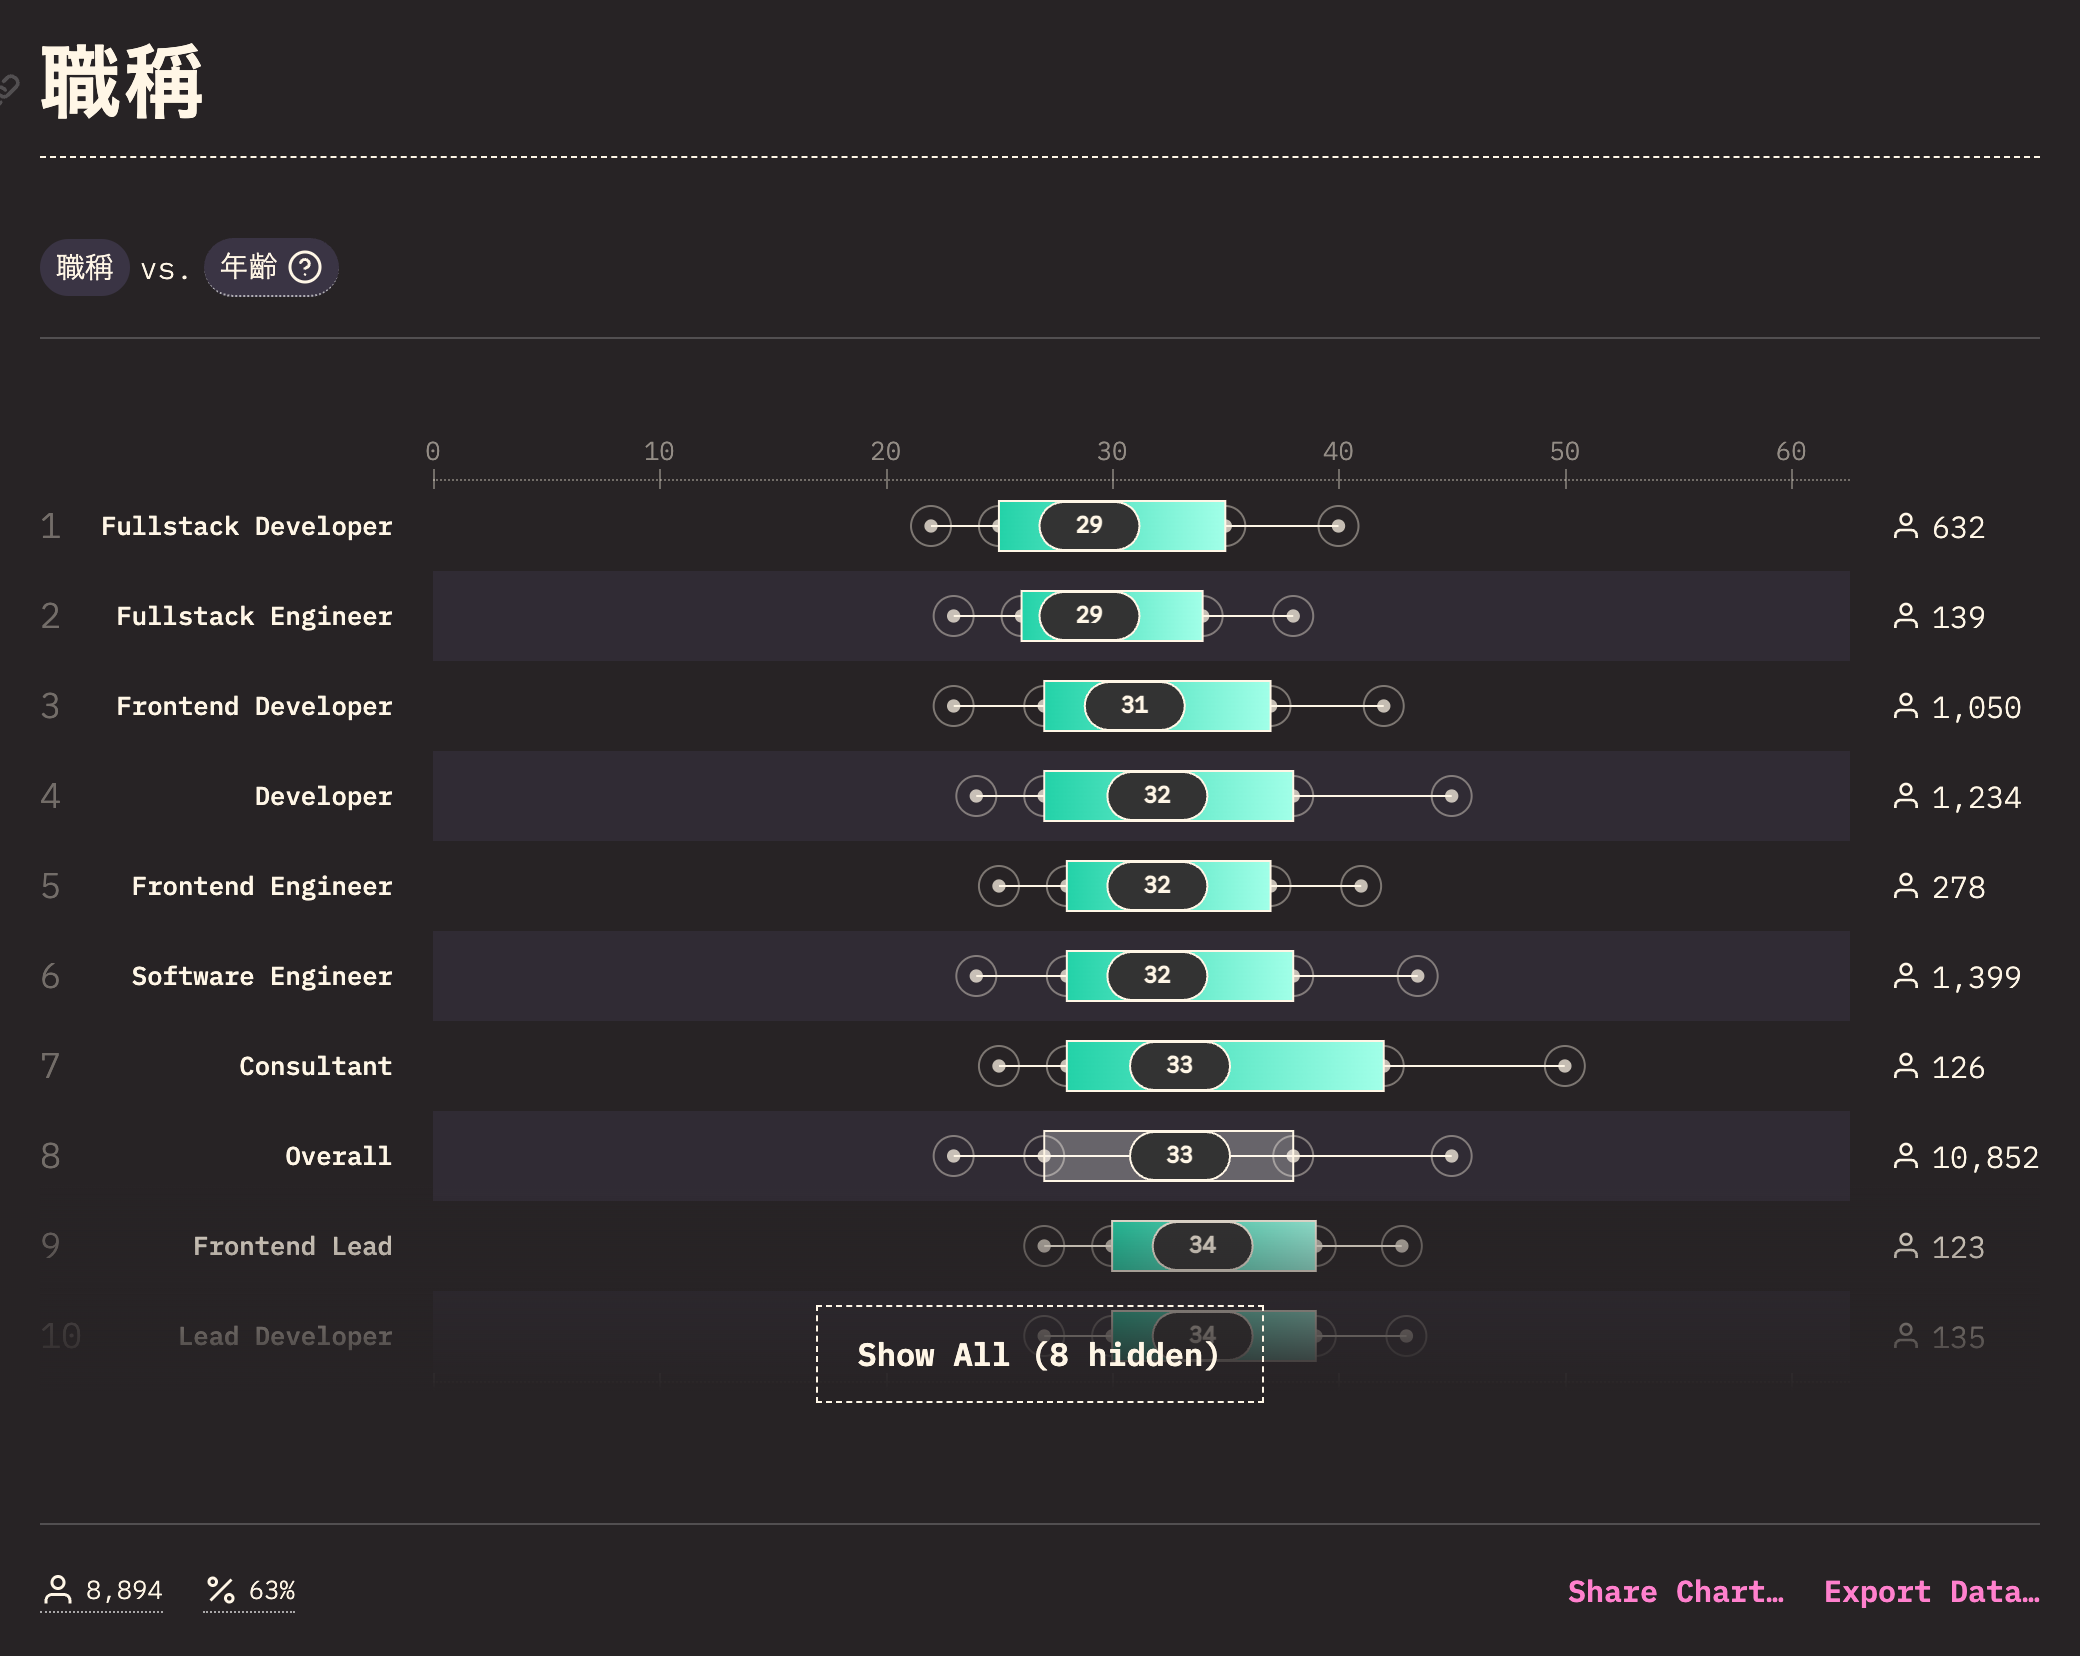 職稱
職稱 vs. 年齡
0 10 20 30 40 50 60
1 Fullstack Developer 29 632
2 Fullstack Engineer 29 139
3 Frontend Developer 31 1,050
4 Developer 32 1,234
5 Frontend Engineer 32 278
6 Software Engineer 32 1,399
7 Consultant 33 126
8 Overall 33 10,852
9 Frontend Lead 34 123
10 Lead Developer 34 135
Show All (8 hidden)
8,894 63% Share Chart… Export Data…